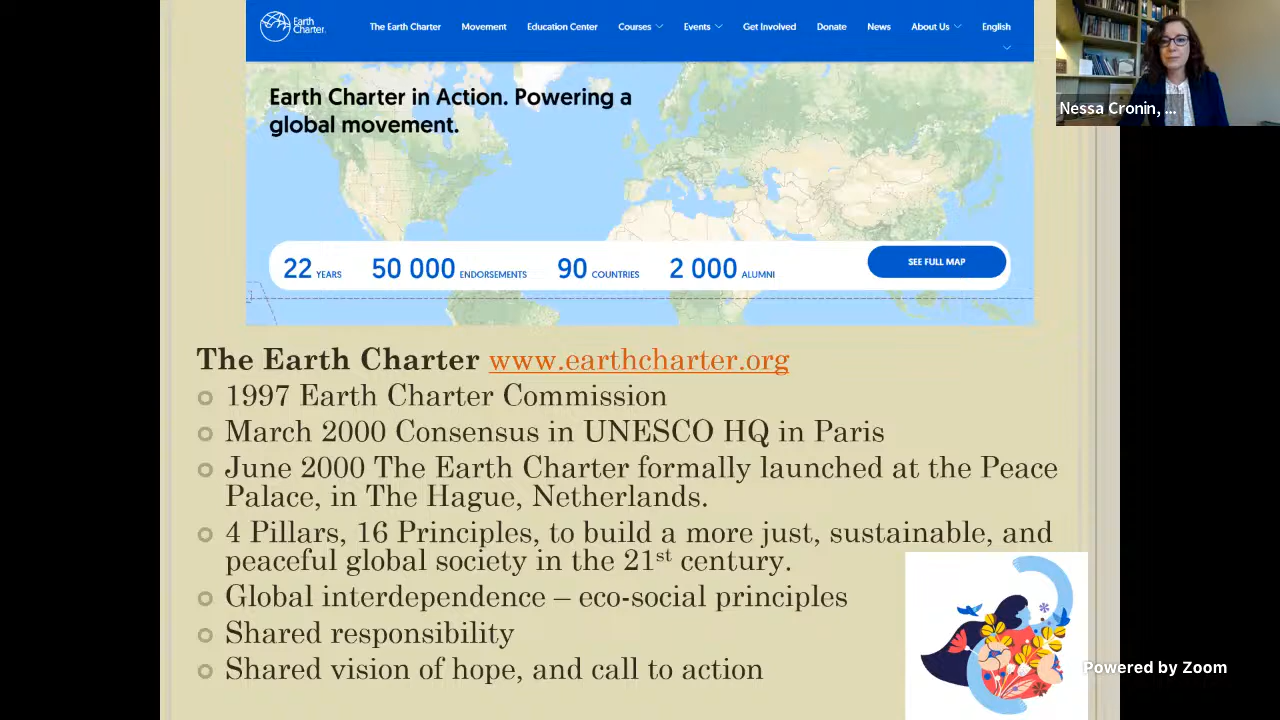 Earth
Charter.
The Earth Charter Movement Education Center Courses Events Get Involved Donate News About Us English
Earth Charter in Action. Powering a
global movement.
22 YEARS 50 000 ENDORSEMENTS 90 COUNTRIES 2 000 ALUMNI SEE FULL MAP
Nessa Cronin, ...
The Earth Charter www.earthcharter.org
1997 Earth Charter Commission
March 2000 Consensus in UNESCO HQ in Paris
June 2000 The Earth Charter formally launched at the Peace
Palace, in The Hague, Netherlands.
4 Pillars, 16 Principles, to build a more just, sustainable, and
peaceful global society in the 21st century.
Global interdependence – eco-social principles
Shared responsibility
Shared vision of hope, and call to action
Powered by Zoom